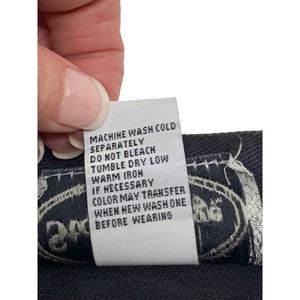 MACHINE WASH COLD
SEPARATELY
DO NOT BLEACH
TUMBLE DRY LOW
WARM IRON
IF NECESSARY
COLOR MAY TRANSFER
WHEN NEW WASH ONE
BEFORE WEARING